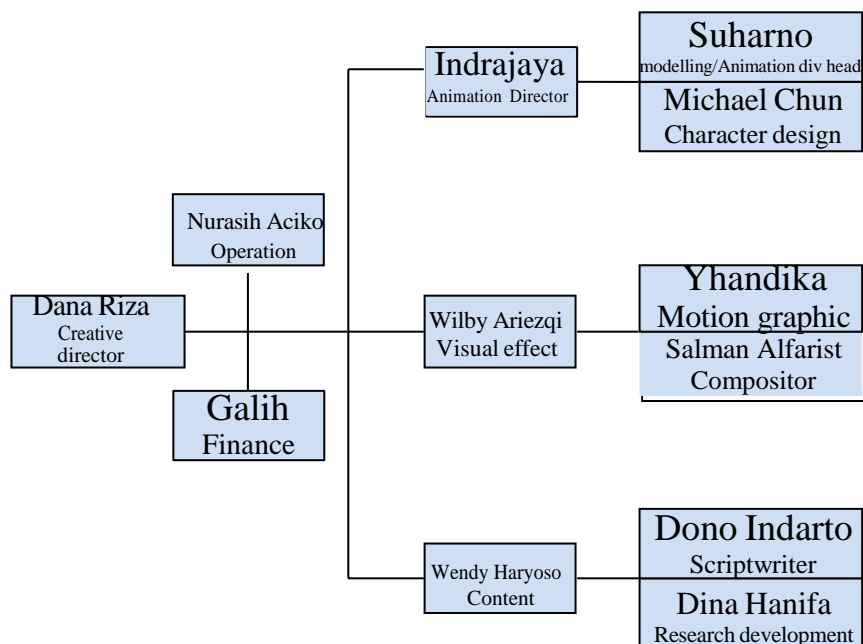 Suharno
modelling/Animation div head
Indrajaya
Animation Director
Michael Chun
Character design
Nurasih Aciko
Operation
Dana Riza
Creative
director
Galih
Finance
Wilby Ariezqi
Visual effect
Yhandika
Motion graphic
Salman Alfarist
Compositor
Wendy Haryoso
Content
Dono Indarto
Scriptwriter
Dina Hanifa
Research development